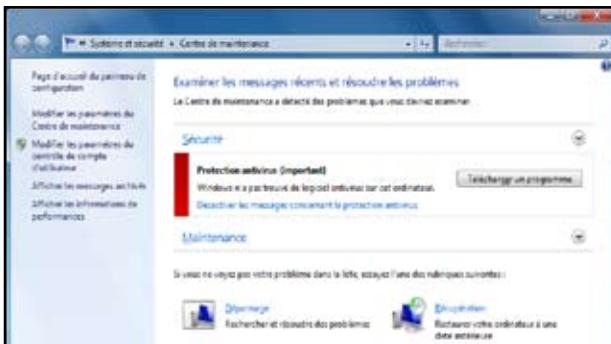 Système et sécurité ▸ Centre de maintenance
Rechercher
Page d'accueil du panneau de
configuration
Modifier les paramètres du
Centre de maintenance
Modifier les paramètres du
contrôle de compte
d'utilisateur
Afficher les messages archivés
Afficher les informations de
performances
Examiner les messages récents et résoudre les problèmes
Le Centre de maintenance a détecté des problèmes que vous devriez examiner.
Sécurité
Protection antivirus (Important)
Windows n'a pas trouvé de logiciel antivirus sur cet ordinateur.
Télécharger un programme
Désactiver les messages concernant la protection antivirus
Maintenance
Si vous ne voyez pas votre problème dans la liste, essayez l'une des rubriques suivantes :
Dépannage
Rechercher et résoudre des problèmes
Récupération
Restaurer votre ordinateur à une
date antérieure